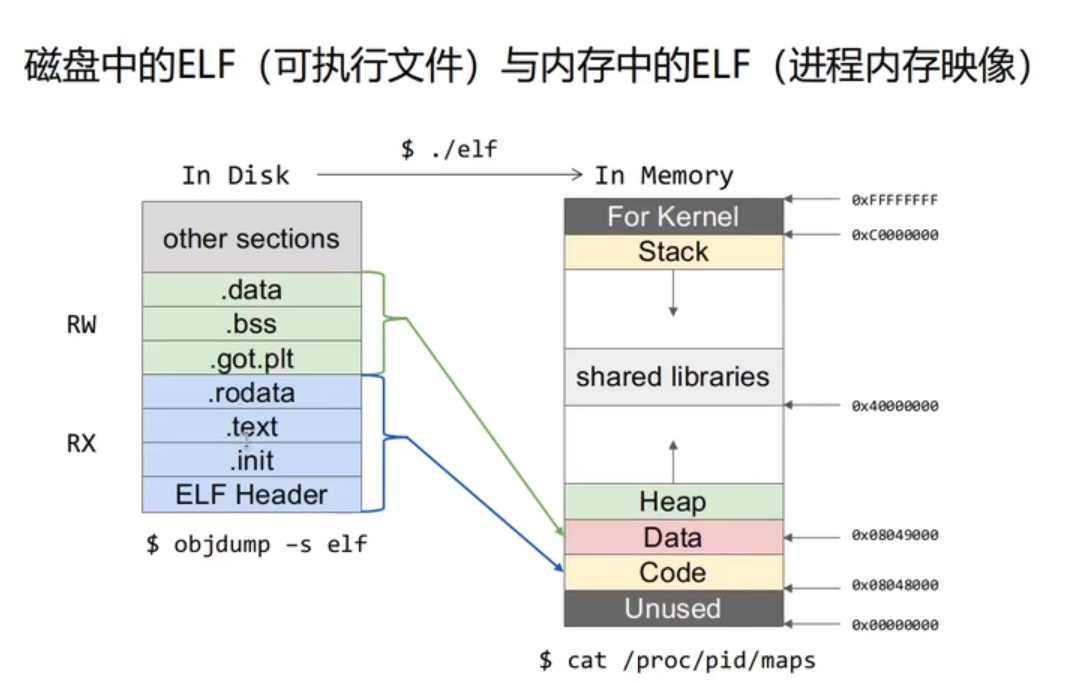 磁盘中的ELF（可执行文件）与内存中的ELF（进程内存映像）
$ ./elf
In Disk
In Memory
other sections
.data
.bss
.got.plt
.rodata
.text
.init
ELF Header
RW
RX
$ objdump -s elf
For Kernel
Stack
shared libraries
Heap
Data
Code
Unused
0xFFFFFFFF
0xC0000000
0x40000000
0x08049000
0x08048000
0x00000000
$ cat /proc/pid/maps